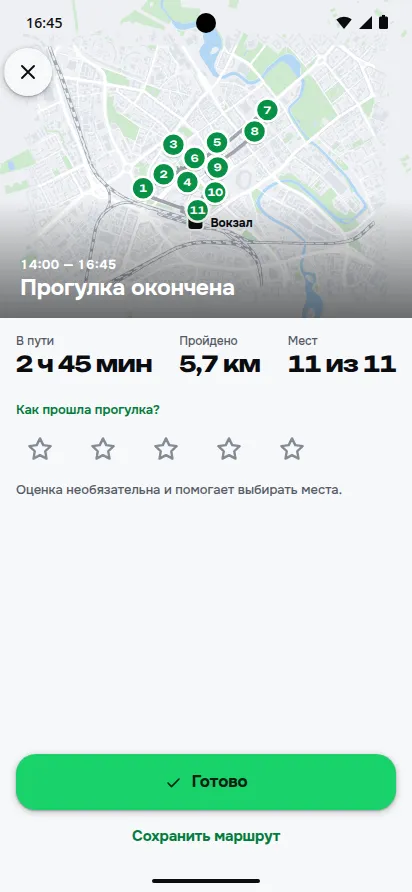 16:45
7
8
3
5
6
9
2
4
1
10
11
Вокзал
14:00 — 16:45
Прогулка окончена
В пути Пройдено Мест
2 ч 45 мин 5,7 км 11 из 11
Как прошла прогулка?
Оценка необязательна и помогает выбирать места.
Готово
Сохранить маршрут